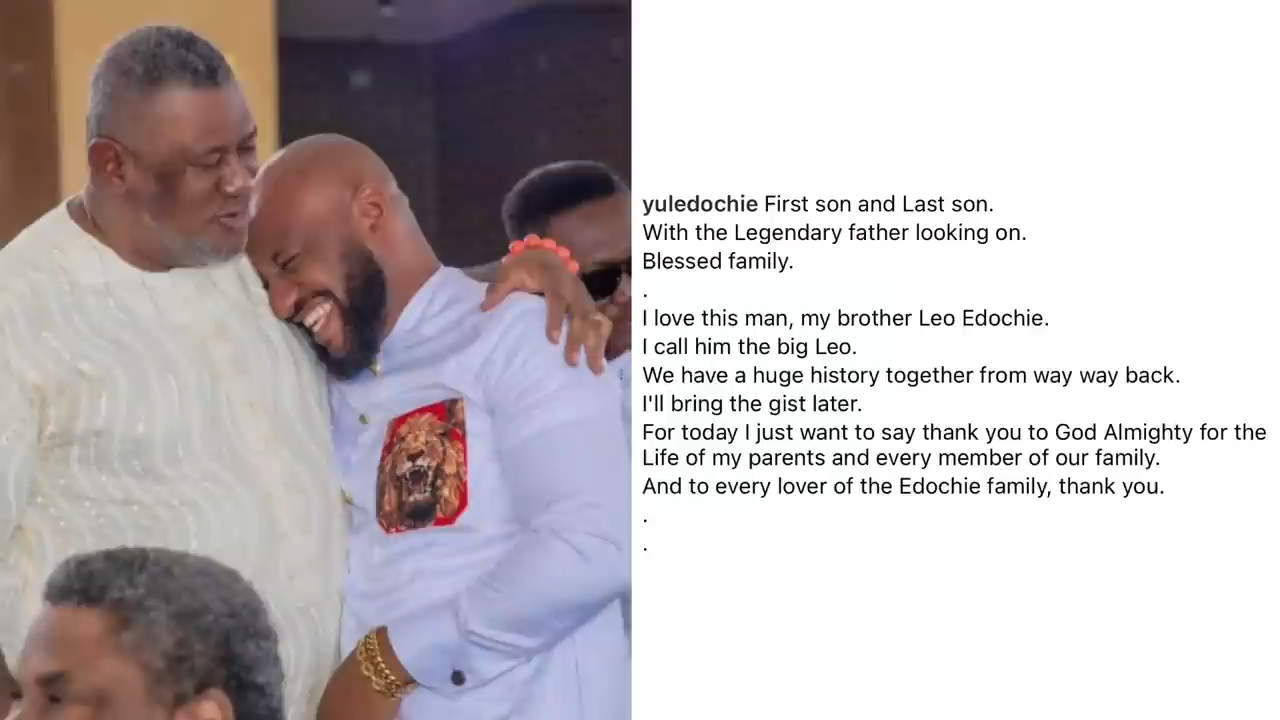 yuledochie First son and Last son.
With the Legendary father looking on.
Blessed family.
.
I love this man, my brother Leo Edochie.
I call him the big Leo.
We have a huge history together from way way back.
I'll bring the gist later.
For today I just want to say thank you to God Almighty for the
Life of my parents and every member of our family.
And to every lover of the Edochie family, thank you.
.
.